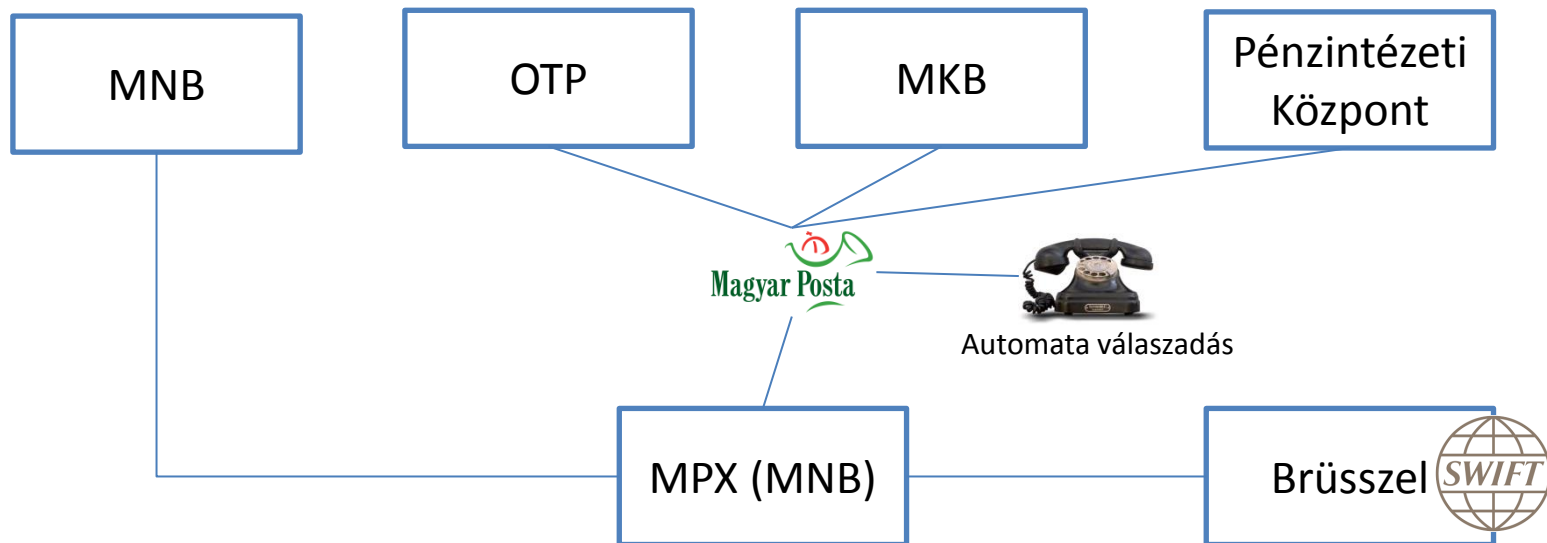 MNB
OTP
MKB
Pénzintézeti
Központ
Magyar Posta
Automata válaszadás
MPX (MNB)
Brüsszel
SWIFT